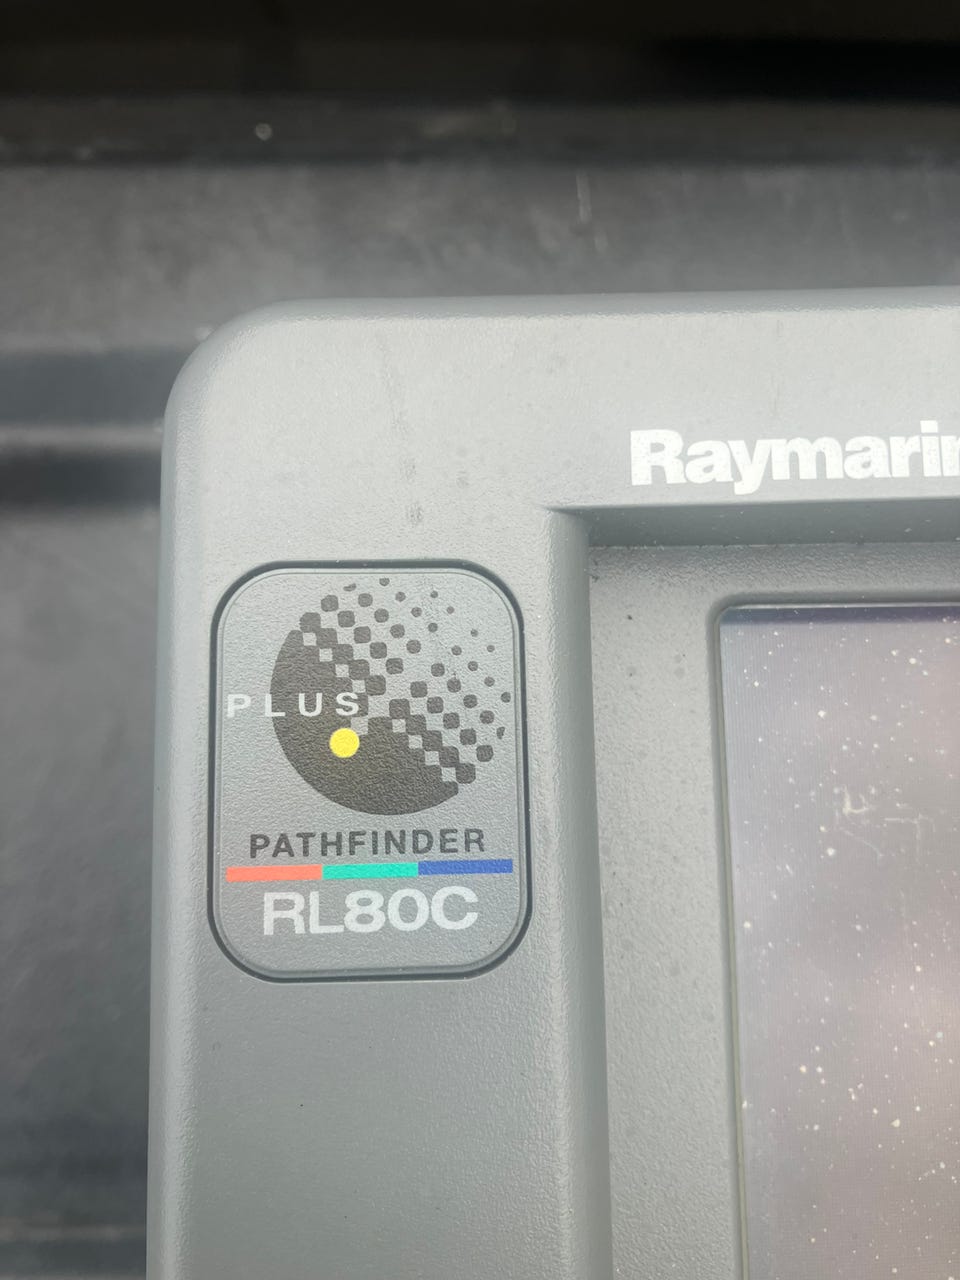 Raymarin
PLUS
PATHFINDER
RL80C